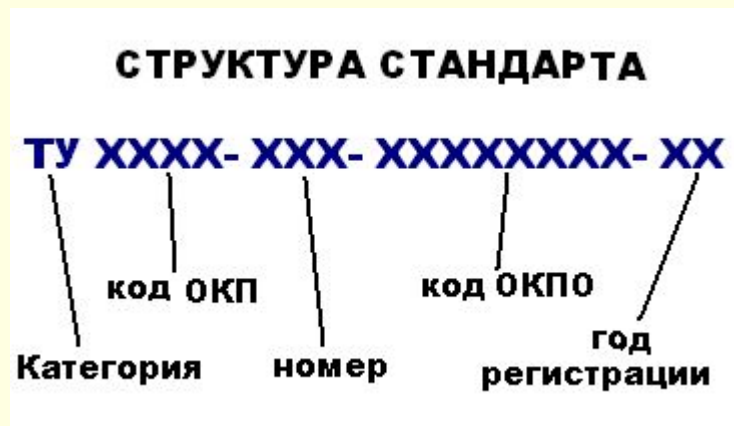 СТРУКТУРА СТАНДАРТА
ТУ ХХХХ- ХХХ- ХХХХХХХХ- ХХ
код ОКП
код ОКПО
Категория
номер
год
регистрации